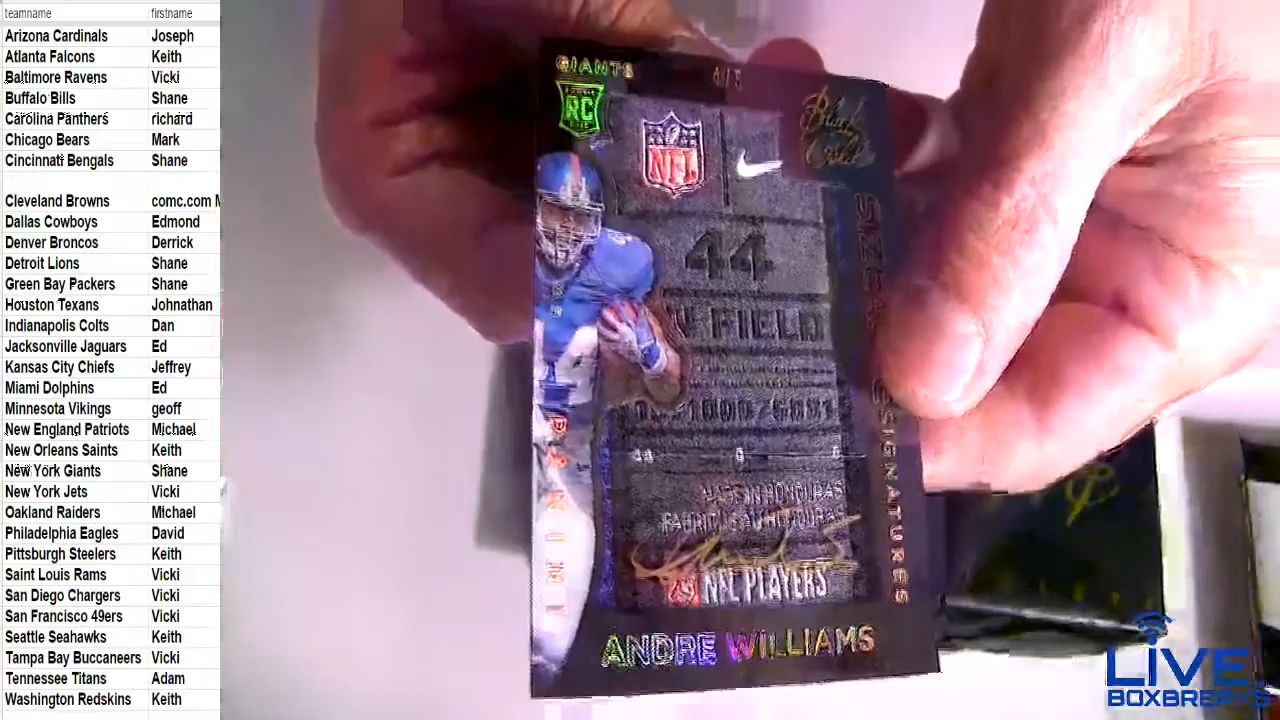 teamname firstname
Arizona Cardinals Joseph
Atlanta Falcons Keith
Baltimore Ravens Vicki
Buffalo Bills Shane
Carolina Panthers richard
Chicago Bears Mark
Cincinnati Bengals Shane
Cleveland Browns comc.com M
Dallas Cowboys Edmond
Denver Broncos Derrick
Detroit Lions Shane
Green Bay Packers Shane
Houston Texans Johnathan
Indianapolis Colts Dan
Jacksonville Jaguars Ed
Kansas City Chiefs Jeffrey
Miami Dolphins Ed
Minnesota Vikings geoff
New England Patriots Michael
New Orleans Saints Keith
New York Giants Shane
New York Jets Vicki
Oakland Raiders Michael
Philadelphia Eagles David
Pittsburgh Steelers Keith
Saint Louis Rams Vicki
San Diego Chargers Vicki
San Francisco 49ers Vicki
Seattle Seahawks Keith
Tampa Bay Buccaneers Vicki
Tennessee Titans Adam
Washington Redskins Keith
GIANTS
RC
NFL
44
FIELD
MADE IN HONDURAS
NFL PLAYERS
ANDRE WILLIAMS
SIGNATURES
LIVE
BOXBREAKS